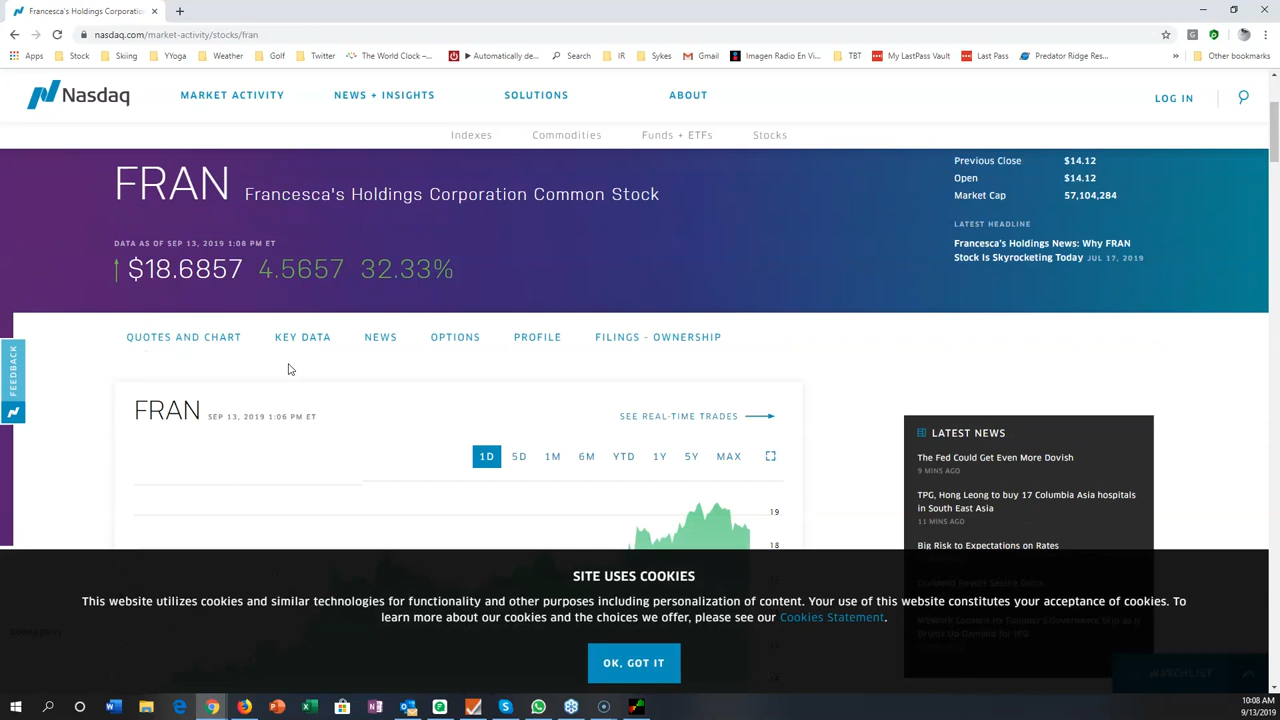 Francesca's Holdings Corporatio
nasdaq.com/market-activity/stocks/fran
Apps Stock Skiing YYoga Weather Golf Twitter The World Clock —... Automatically de... Search IR Sykes Gmail Imagen Radio En Vi... TBT My LastPass Vault Last Pass Predator Ridge Res... » Other bookmarks
Nasdaq MARKET ACTIVITY NEWS + INSIGHTS SOLUTIONS ABOUT LOG IN
Indexes Commodities Funds + ETFs Stocks
FRAN Francesca's Holdings Corporation Common Stock
DATA AS OF SEP 13, 2019 1:08 PM ET
$18.6857 4.5657 32.33%
Previous Close $14.12
Open $14.12
Market Cap 57,104,284
LATEST HEADLINE
Francesca's Holdings News: Why FRAN
Stock Is Skyrocketing Today JUL 17, 2019
FEEDBACK
QUOTES AND CHART KEY DATA NEWS OPTIONS PROFILE FILINGS - OWNERSHIP
FRAN SEP 13, 2019 1:06 PM ET SEE REAL-TIME TRADES
1D 5D 1M 6M YTD 1Y 5Y MAX
19
18
LATEST NEWS
The Fed Could Get Even More Dovish
9 MINS AGO
TPG, Hong Leong to buy 17 Columbia Asia hospitals
in South East Asia
11 MINS AGO
Big Risk to Expectations on Rates
SITE USES COOKIES
This website utilizes cookies and similar technologies for functionality and other purposes including personalization of content. Your use of this website constitutes your acceptance of cookies. To
learn more about our cookies and the choices we offer, please see our Cookies Statement.
OK, GOT IT
WATCHLIST
10:08 AM
9/13/2019